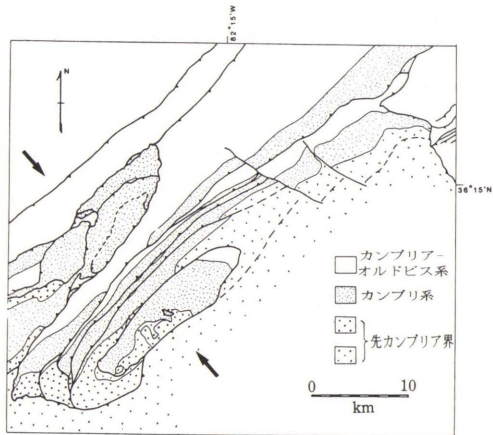 82°15'W
N
36°15'N
カンブリア-
オルドビス系
カンブリ系
先カンブリア界
0 10
km